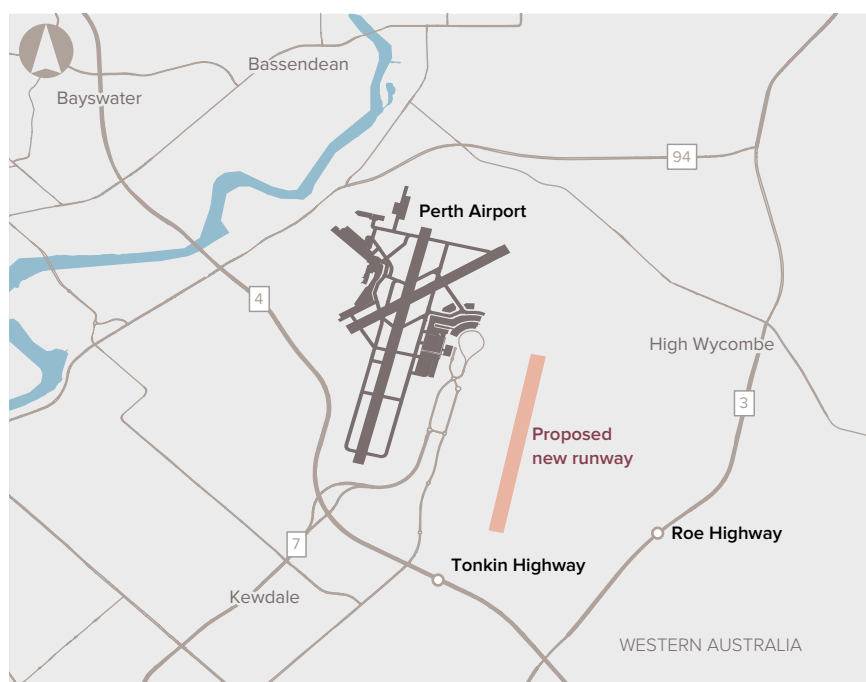 Bassendean
Bayswater
94
Perth Airport
4
High Wycombe
3
Proposed
new runway
Roe Highway
7
Tonkin Highway
Kewdale
WESTERN AUSTRALIA